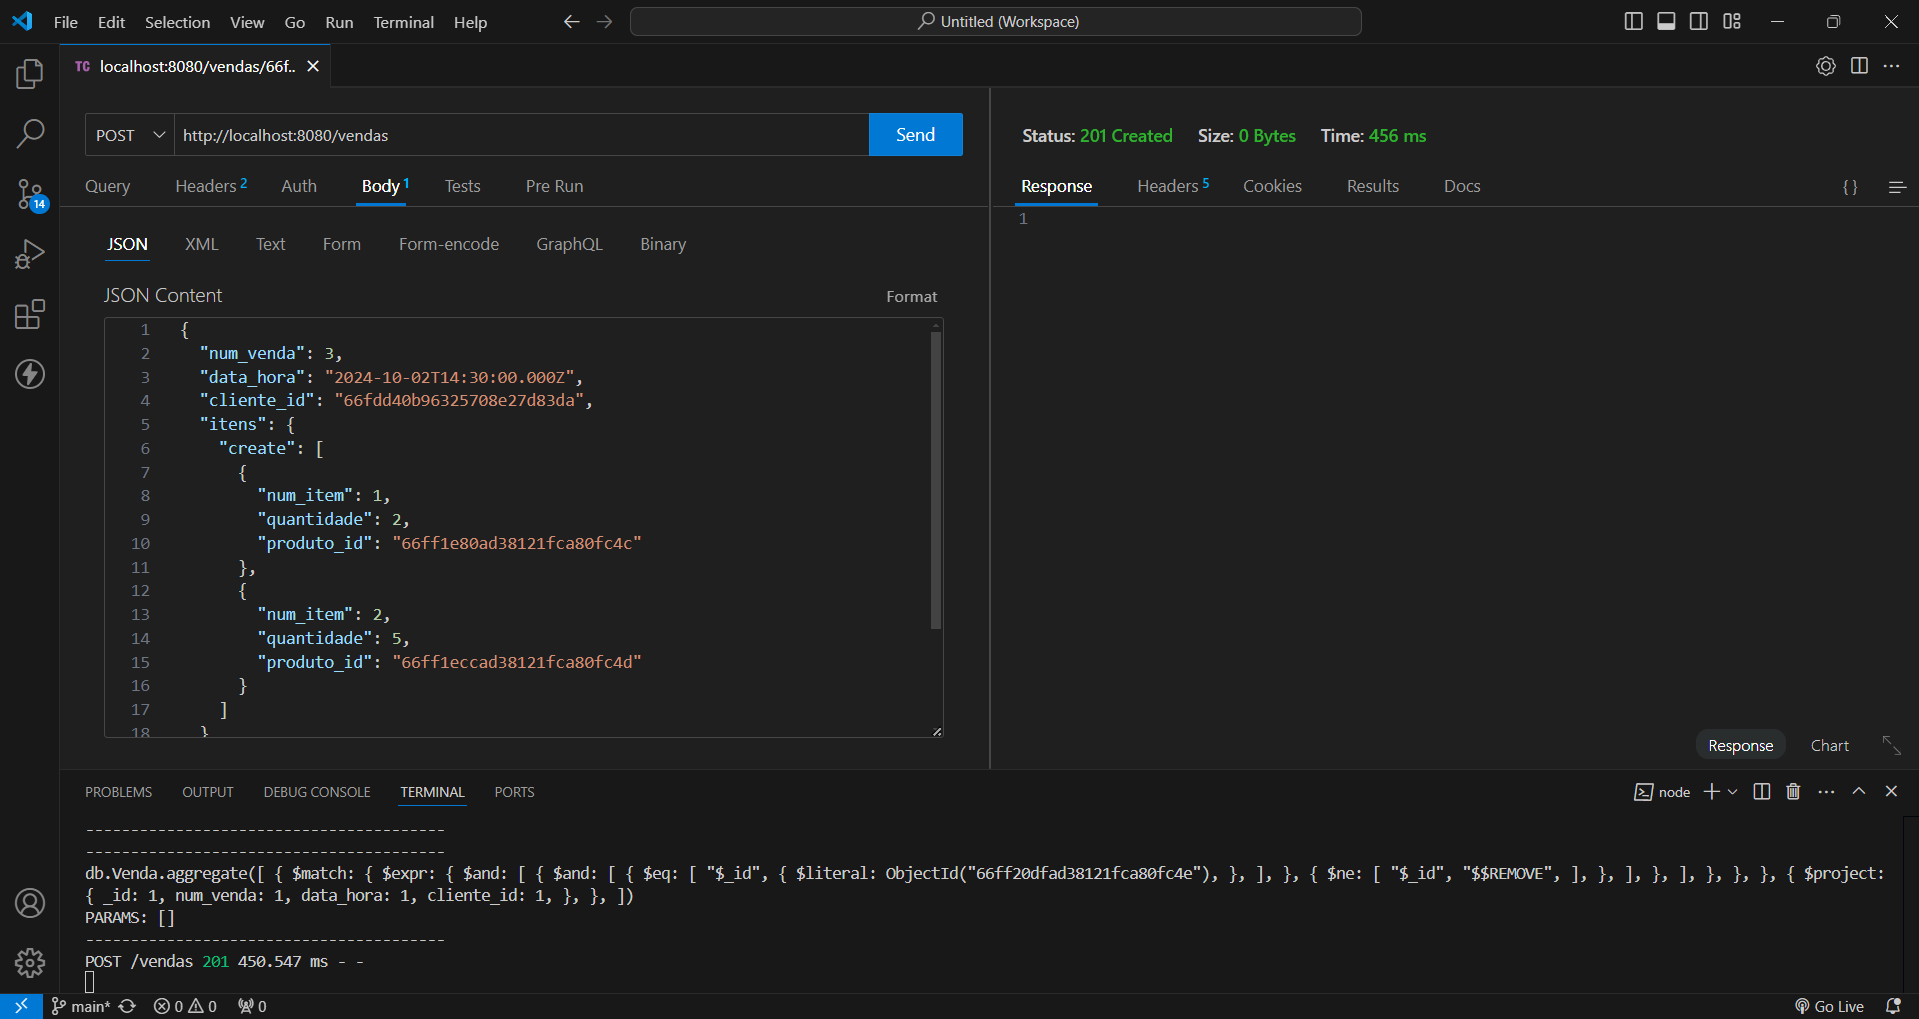 File Edit Selection View Go Run Terminal Help
Untitled (Workspace)
TC localhost:8080/vendas/66f..
POST http://localhost:8080/vendas Send
Status: 201 Created Size: 0 Bytes Time: 456 ms
Query Headers 2 Auth Body 1 Tests Pre Run
Response Headers 5 Cookies Results Docs { }
14
1
JSON XML Text Form Form-encode GraphQL Binary
JSON Content Format
1 {
2 "num_venda": 3,
3 "data_hora": "2024-10-02T14:30:00.000Z",
4 "cliente_id": "66fdd40b96325708e27d83da",
5 "itens": {
6 "create": [
7 {
8 "num_item": 1,
9 "quantidade": 2,
10 "produto_id": "66ff1e80ad38121fca80fc4c"
11 },
12 {
13 "num_item": 2,
14 "quantidade": 5,
15 "produto_id": "66ff1eccad38121fca80fc4d"
16 }
17 ]
18 }
Response Chart
PROBLEMS OUTPUT DEBUG CONSOLE TERMINAL PORTS
node
----------------------------------------
----------------------------------------
db.Venda.aggregate([ { $match: { $expr: { $and: [ { $and: [ { $eq: [ "$_id", { $literal: ObjectId("66ff20dfad38121fca80fc4e"), }, ], }, { $ne: [ "$_id", "$$REMOVE", ], }, ], }, ], }, }, }, { $project:
{ _id: 1, num_venda: 1, data_hora: 1, cliente_id: 1, }, }, ])
PARAMS: []
----------------------------------------
POST /vendas 201 450.547 ms - -
main* 0 0 0 Go Live